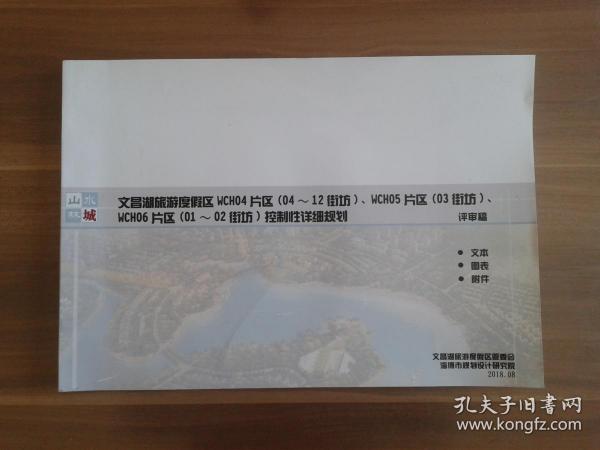 山水
城
文昌湖旅游度假区 WCH04 片区（04～12 街坊）、WCH05 片区（03 街坊）、
WCH06 片区（01～02 街坊）控制性详细规划
评审稿
● 文本
● 图表
● 附件
文昌湖旅游度假区管委会
淄博市规划设计研究院
2018.08
孔夫子旧书网
www.kongfz.com